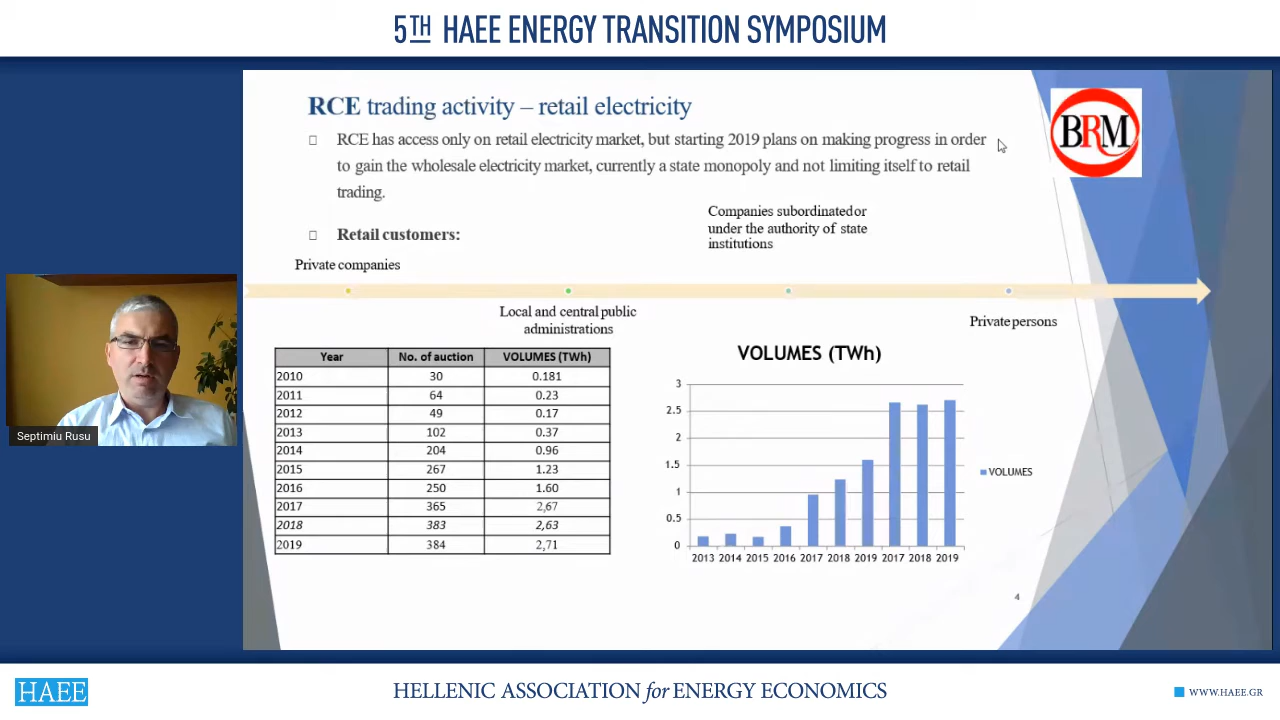 5TH HAEE ENERGY TRANSITION SYMPOSIUM
RCE trading activity – retail electricity
BRM
RCE has access only on retail electricity market, but starting 2019 plans on making progress in order
to gain the wholesale electricity market, currently a state monopoly and not limiting itself to retail
trading.
Companies subordinated or
under the authority of state
institutions
Retail customers:
Private companies
Local and central public
administrations
Private persons
Year No. of auction VOLUMES (TWh)
2010 30 0.181
2011 64 0.23
2012 49 0.17
2013 102 0.37
2014 204 0.96
2015 267 1.23
2016 250 1.60
2017 365 2,67
2018 383 2,63
2019 384 2,71
VOLUMES (TWh)
3
2.5
2
1.5
1
0.5
0
2013 2014 2015 2016 2017 2018 2019 2017 2018 2019
VOLUMES
4
Septimiu Rusu
HAEE
HELLENIC ASSOCIATION for ENERGY ECONOMICS
WWW.HAEE.GR